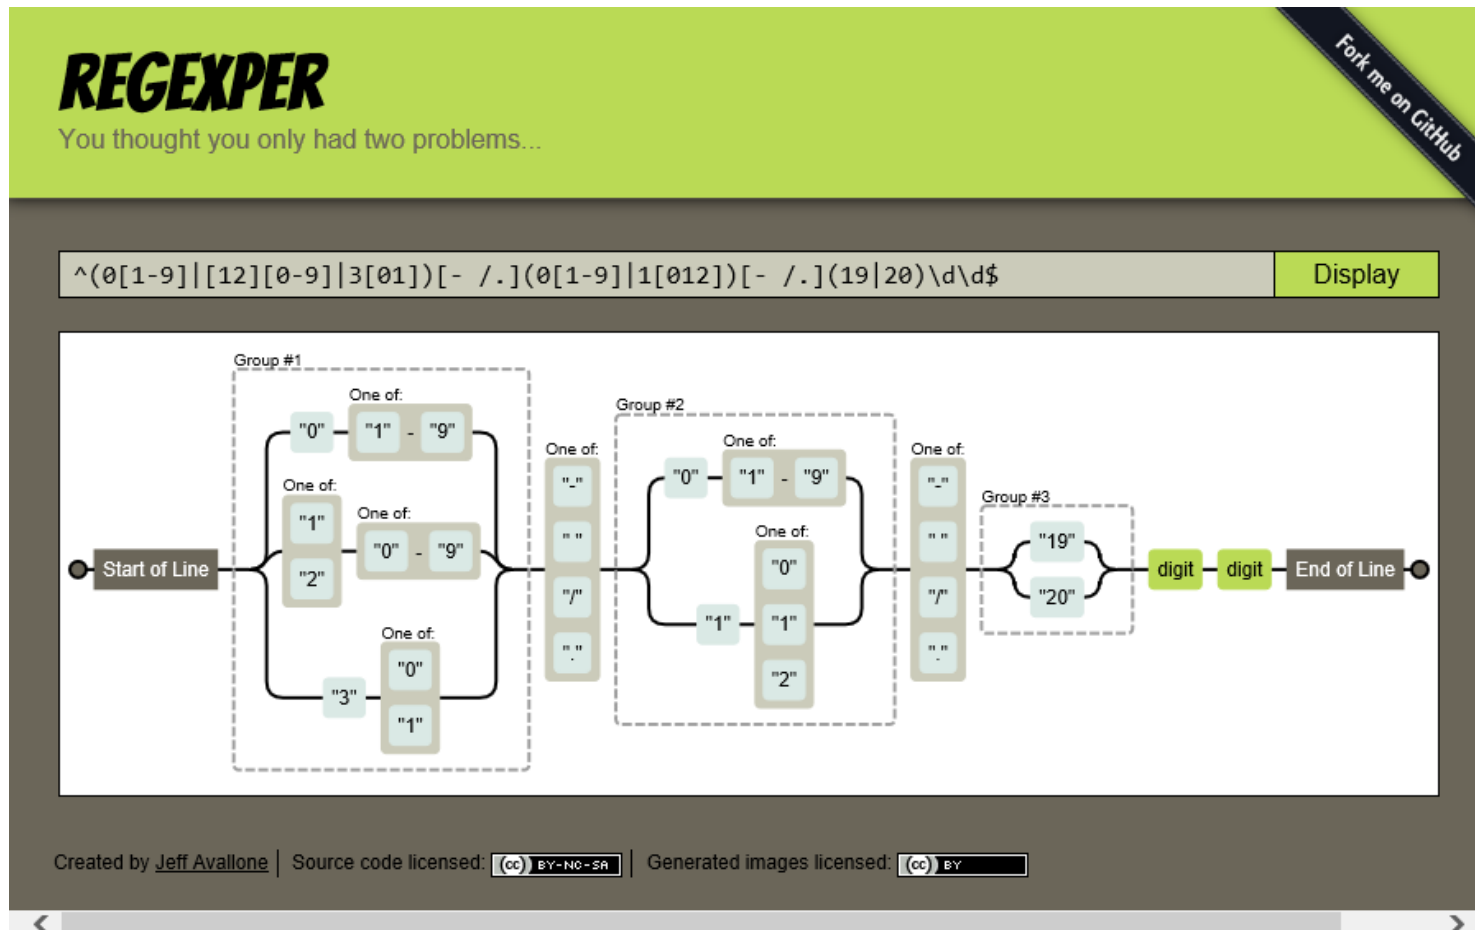 REGEXPER
You thought you only had two problems...
Fork me on GitHub
^(0[1-9]|[12][0-9]|3[01])[- /.](0[1-9]|1[012])[- /.](19|20)\d\d$
Display
Start of Line
Group #1
"0"
One of:
"1" - "9"
One of:
"1"
"2"
One of:
"0" - "9"
"3"
One of:
"0"
"1"
One of:
"-"
" "
"/"
"."
Group #2
"0"
One of:
"1" - "9"
"1"
One of:
"0"
"1"
"2"
One of:
"-"
" "
"/"
"."
Group #3
"19"
"20"
digit
digit
End of Line
Created by Jeff Avallone
Source code licensed: (cc) BY-NC-SA
Generated images licensed: (cc) BY